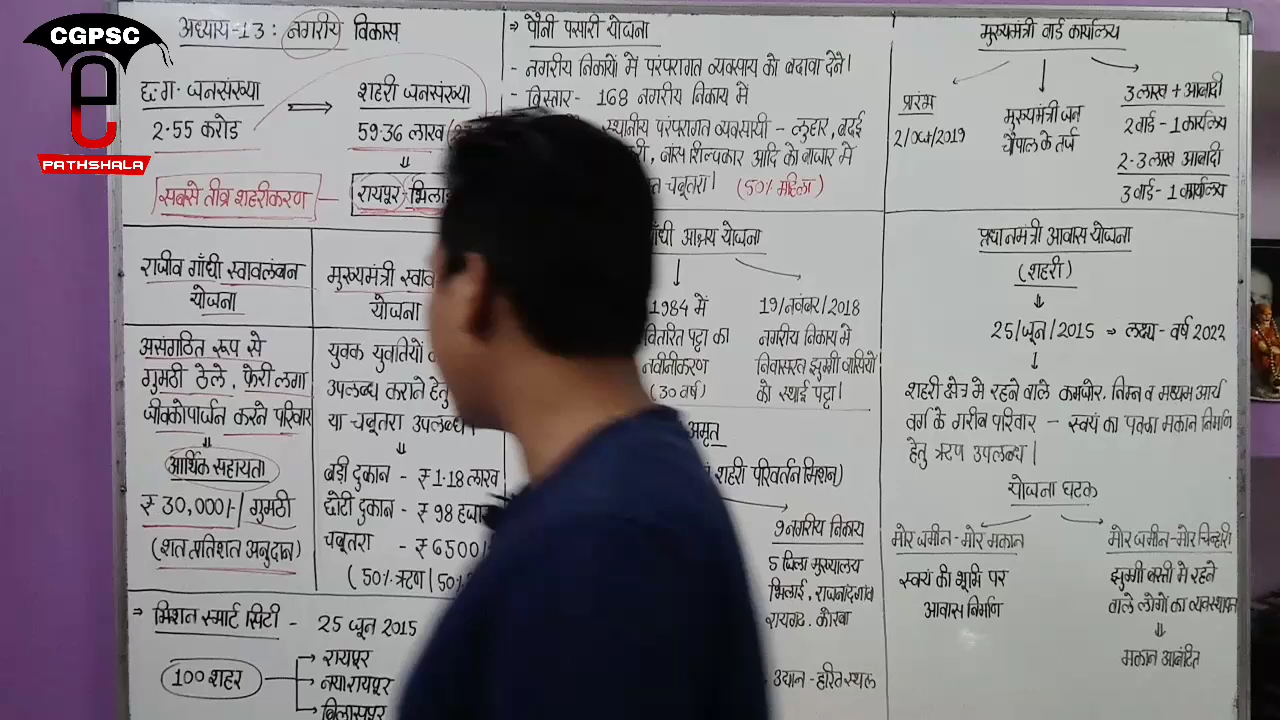 CGPSC
PATHSHALA
अध्याय-13: नगरीय विकास
छ.ग. जनसंख्या
2.55 करोड
शहरी जनसंख्या
59.36 लाख
सबसे तीव्र शहरीकरण
रायपुर, भिलाई
राजीव गाँधी स्वावलंबन
योजना
असंगठित रूप से
गुमठी ठेले, फेरी लगा
जीवकोपार्जन करने परिवार
आर्थिक सहायता
₹ 30,000/-/ गुमठी
(शत प्रतिशत अनुदान)
मुख्यमंत्री
योजना
युवक युवतियों
उपलब्ध कराने हेतु
या चबूतरा उपलब्ध।
बड़ी दुकान - ₹ 1.18 लाख
छोटी दुकान - ₹ 98 हजार
चबूतरा - ₹ 6500/
(50% ऋण / 50%
→ मिशन स्मार्ट सिटी - 25 जून 2015
100 शहर
रायपुर
नया रायपुर
बिलासपुर
→ पौनी पसारी योजना
- नगरीय निकायों में परंपरागत व्यवसाय को बढावा देने।
- विस्तार - 168 नगरीय निकाय में
स्थानीय परंपरागत व्यवसायी - लुहार, बढई
, बांस शिल्पकार आदि को बाजार में
चबूतरा। (50% महिला)
आश्रय योजना
1984 में
वितरित पट्टा का
नवीनीकरण
(30 वर्ष)
19/नवंबर/2018
नगरीय निकाय में
निवासरत झुग्गी वासियों
को स्थाई पट्टा।
अमृत
शहरी परिवर्तन मिशन)
9 नगरीय निकाय
5 जिला मुख्यालय
भिलाई, राजनांदगांव
रायगढ. कोरबा
उद्यान - हरित स्थल
मुख्यमंत्री वार्ड कार्यालय
प्रारंभ
2/अक्ट/2019
मुख्यमंत्री जन
चौपाल के तर्ज
3 लाख + आबादी
2 वार्ड - 1 कार्यालय
2-3 लाख आबादी
3 वार्ड - 1 कार्यालय
प्रधानमंत्री आवास योजना
(शहरी)
25/जून/2015 → लक्ष्य - वर्ष 2022
शहरी क्षेत्र मे रहने वाले कमजोर, निम्न व मध्यम आय
वर्ग के गरीब परिवार - स्वयं का पक्का मकान निर्माण
हेतु ऋण उपलब्ध।
योजना घटक
मोर जमीन - मोर मकान
स्वयं की भूमि पर
आवास निर्माण
मोर जमीन - मोर चिन्हारी
झुग्गी बस्ती मे रहने
वाले लोगों का व्यवस्थापन
मकान आबंटित